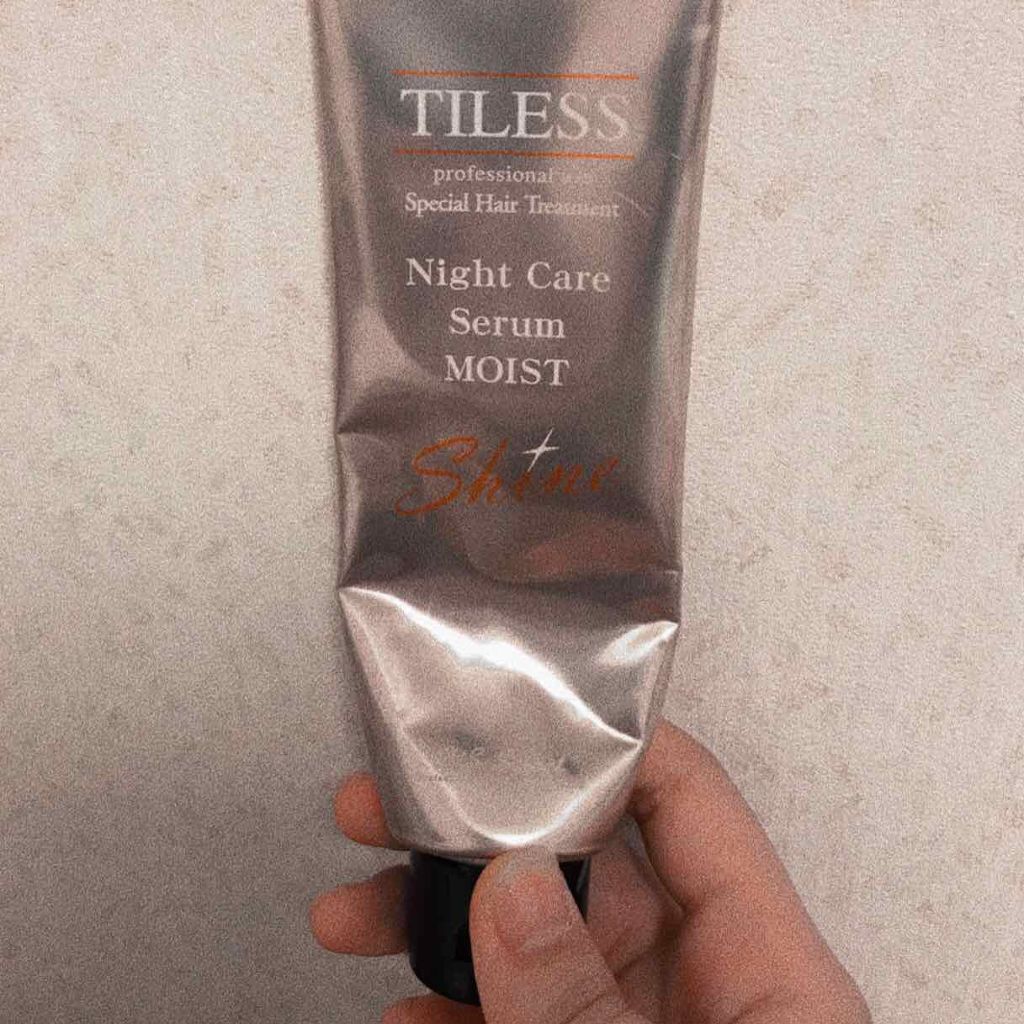 TILESS
professional
Special Hair Treatment
Night Care
Serum
MOIST
Shine